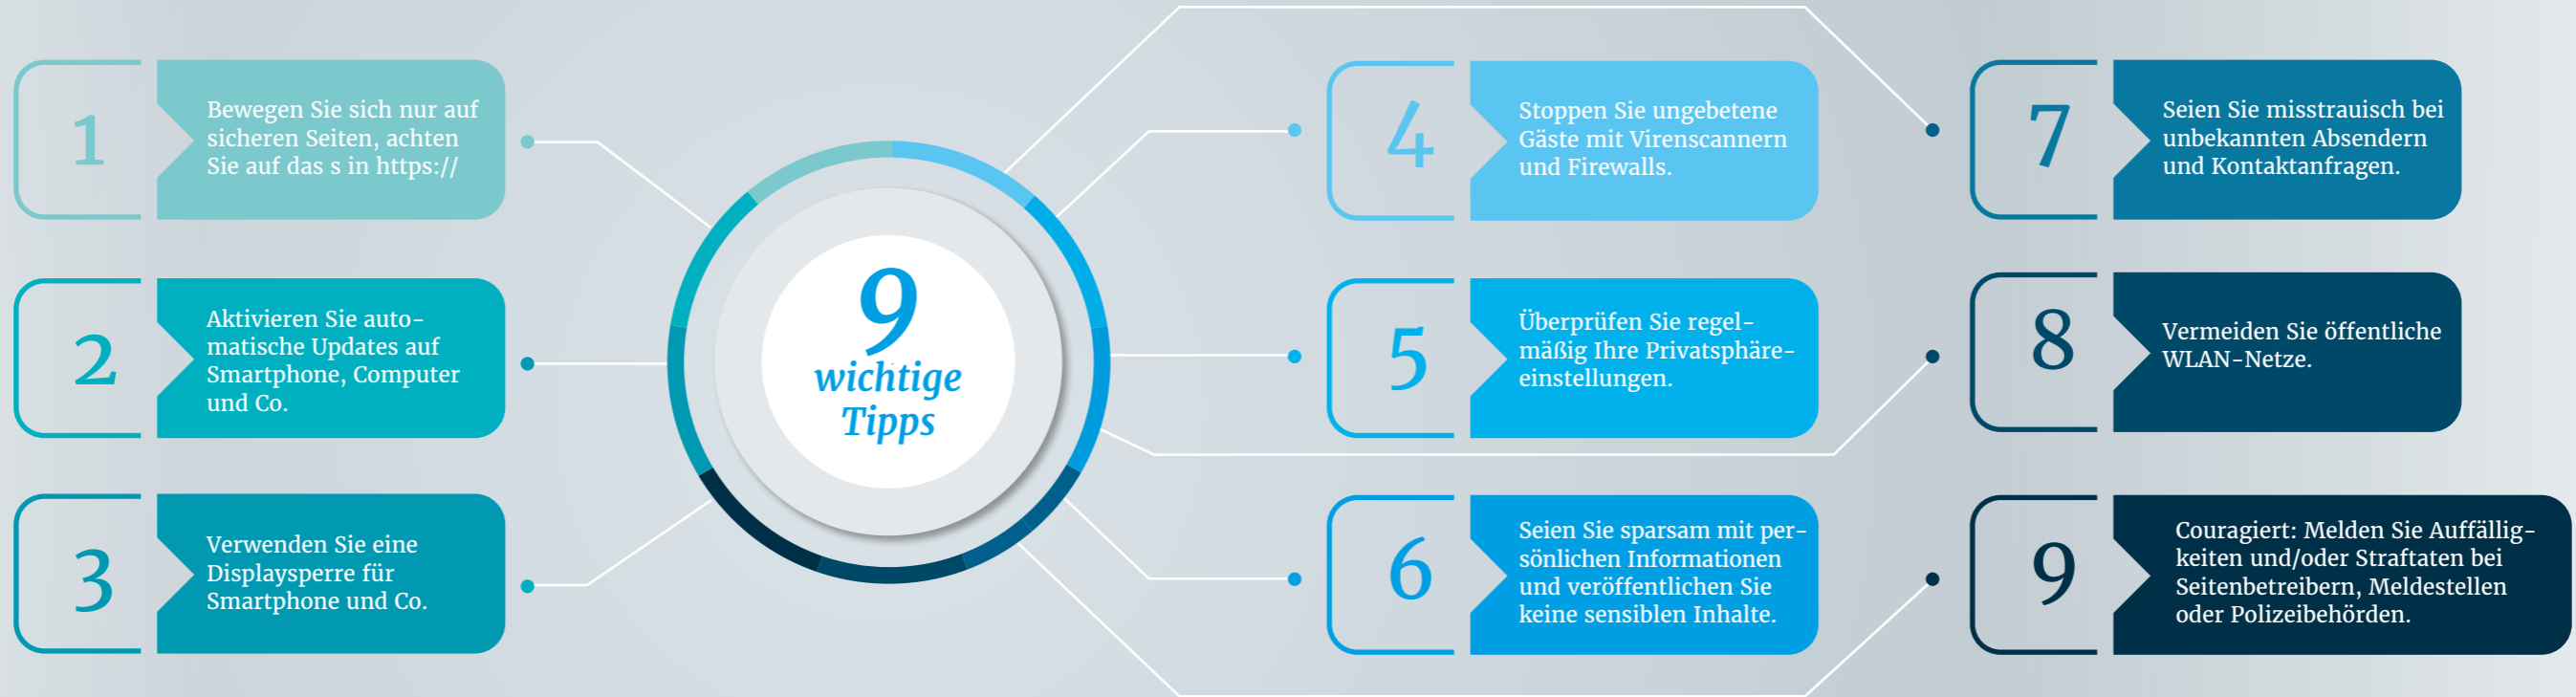 1
Bewegen Sie sich nur auf
sicheren Seiten, achten
Sie auf das s in https://
2
Aktivieren Sie auto-
matische Updates auf
Smartphone, Computer
und Co.
3
Verwenden Sie eine
Displaysperre für
Smartphone und Co.
9
wichtige
Tipps
4
Stoppen Sie ungebetene
Gäste mit Virenscannern
und Firewalls.
5
Überprüfen Sie regel-
mäßig Ihre Privatsphäre-
einstellungen.
6
Seien Sie sparsam mit per-
sönlichen Informationen
und veröffentlichen Sie
keine sensiblen Inhalte.
7
Seien Sie misstrauisch bei
unbekannten Absendern
und Kontaktanfragen.
8
Vermeiden Sie öffentliche
WLAN-Netze.
9
Couragiert: Melden Sie Auffällig-
keiten und/oder Straftaten bei
Seitenbetreibern, Meldestellen
oder Polizeibehörden.